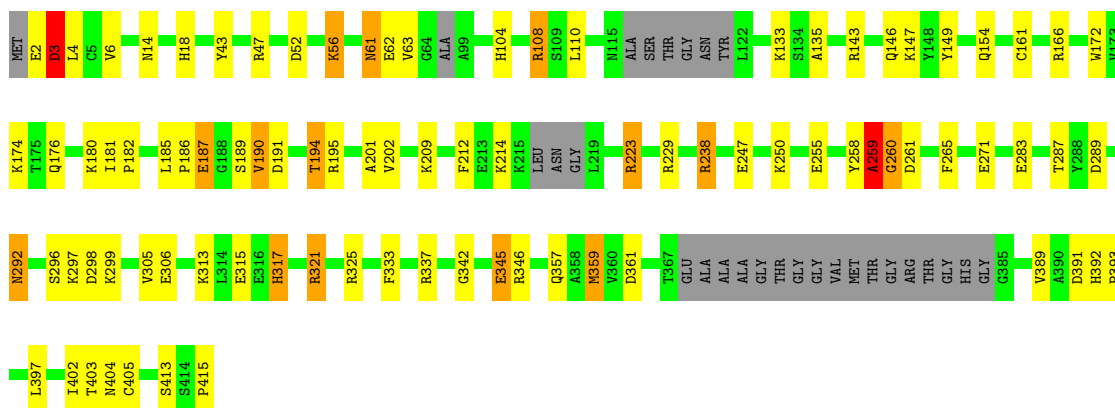 MET E2 D3 L4 C5 V6 N14 H18 Y43 R47 D52 K56 N61 E62 V63 G64 ALA A99 H104 R108 S109 L110 N115 ALA SER THR GLY ASN TYR L122 K133 S134 A135 R143 Q146 K147 Y148 Y149 Q154 C161 R166 W172 V173
K174 T175 Q176 K180 I181 P182 L185 P186 E187 G188 S189 V190 D191 T194 R195 A201 V202 K209 F212 E213 K214 K215 LEU ASN GLY L219 R223 R229 R238 E247 K250 E255 Y258 A259 G260 D261 F265 E271 E283 T287 Y288 D289
N292 S296 K297 D298 K299 V305 E306 K313 L314 E315 E316 H317 R321 R325 F333 R337 G342 E345 R346 Q357 A358 M359 V360 D361 T367 GLU ALA ALA ALA GLY THR GLY GLY VAL MET THR GLY ARG THR GLY HIS GLY G385 V389 A390 D391 H392
L397 I402 T403 N404 C405 S413 S414 P415